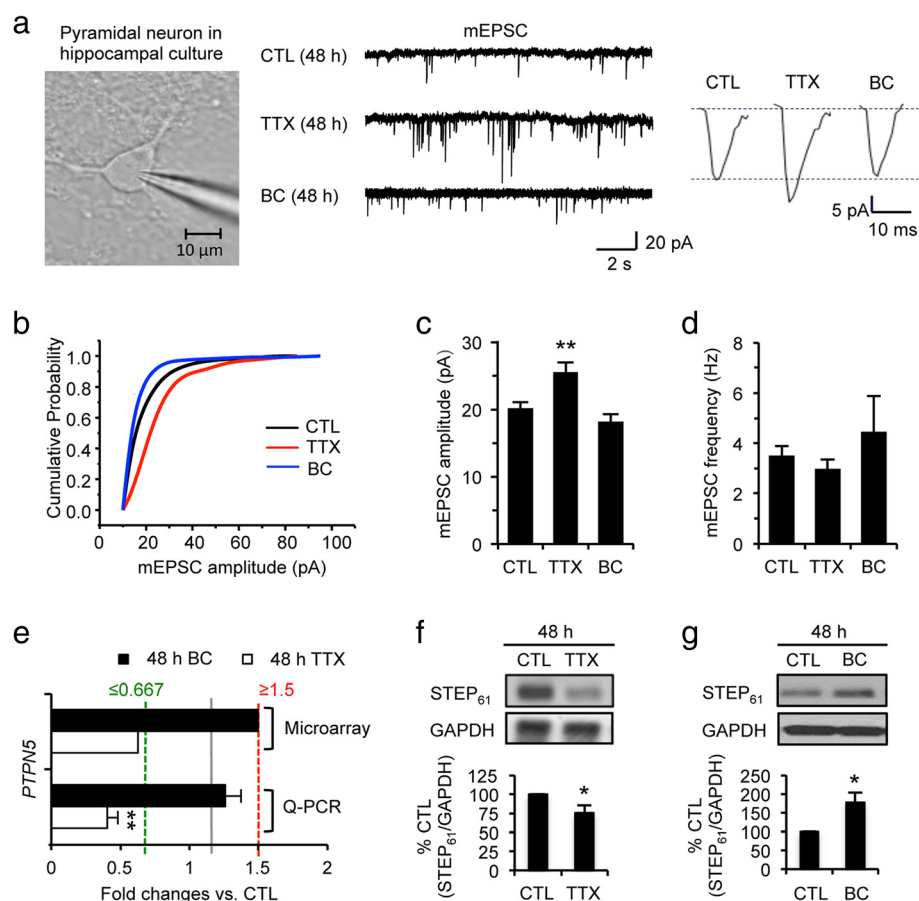 a
Pyramidal neuron in
hippocampal culture
10 μm
mEPSC
CTL (48 h)
TTX (48 h)
BC (48 h)
20 pA
2 s
CTL TTX BC
5 pA
10 ms
b
Cumulative Probability
1.0
0.8
0.6
0.4
0.2
0.0
CTL
TTX
BC
0 20 40 60 80 100
mEPSC amplitude (pA)
c
mEPSC amplitude (pA)
30
20
10
0
**
CTL TTX BC
d
mEPSC frequency (Hz)
8
6
4
2
0
CTL TTX BC
e
48 h BC 48 h TTX
≤0.667 ≥1.5
PTPN5
Microarray
Q-PCR
**
0 0.5 1 1.5 2
Fold changes vs. CTL
f
48 h
CTL TTX
STEP61
GAPDH
% CTL
(STEP61/GAPDH)
125
100
75
50
25
0
*
CTL TTX
g
48 h
CTL BC
STEP61
GAPDH
% CTL
(STEP61/GAPDH)
250
200
150
100
50
0
*
CTL BC